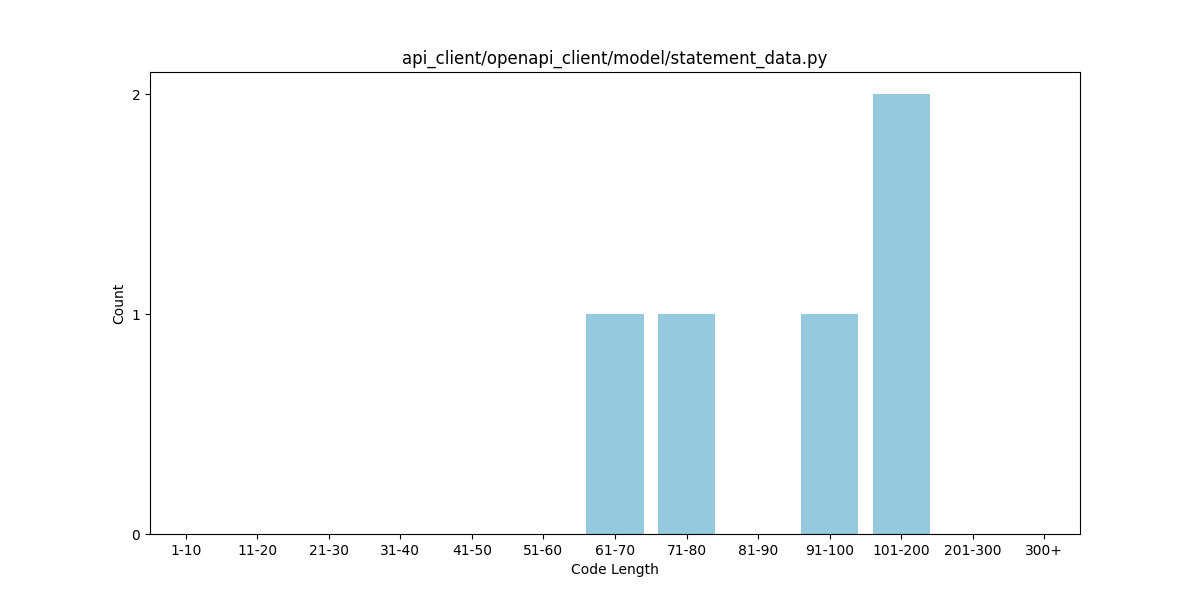 api_client/openapi_client/model/statement_data.py
2
1
0
Count
1-10 11-20 21-30 31-40 41-50 51-60 61-70 71-80 81-90 91-100 101-200 201-300 300+
Code Length